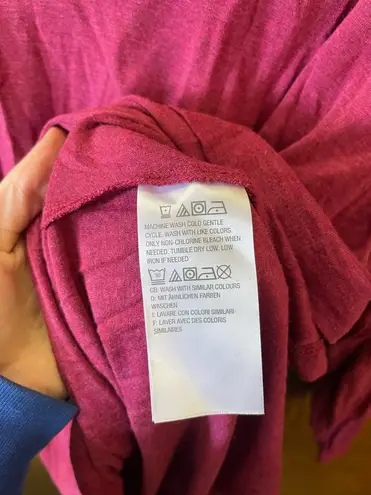 MACHINE WASH COLD GENTLE
CYCLE. WASH WITH LIKE COLORS.
ONLY NON-CHLORINE BLEACH WHEN
NEEDED. TUMBLE DRY LOW. LOW
IRON IF NEEDED
GB: WASH WITH SIMILAR COLOURS
D: MIT ÄHNLICHEN FARBEN
WASCHEN
I: LAVARE CON COLORI SIMILARI
F: LAVER AVEC DES COLORIS
SIMILAIRES